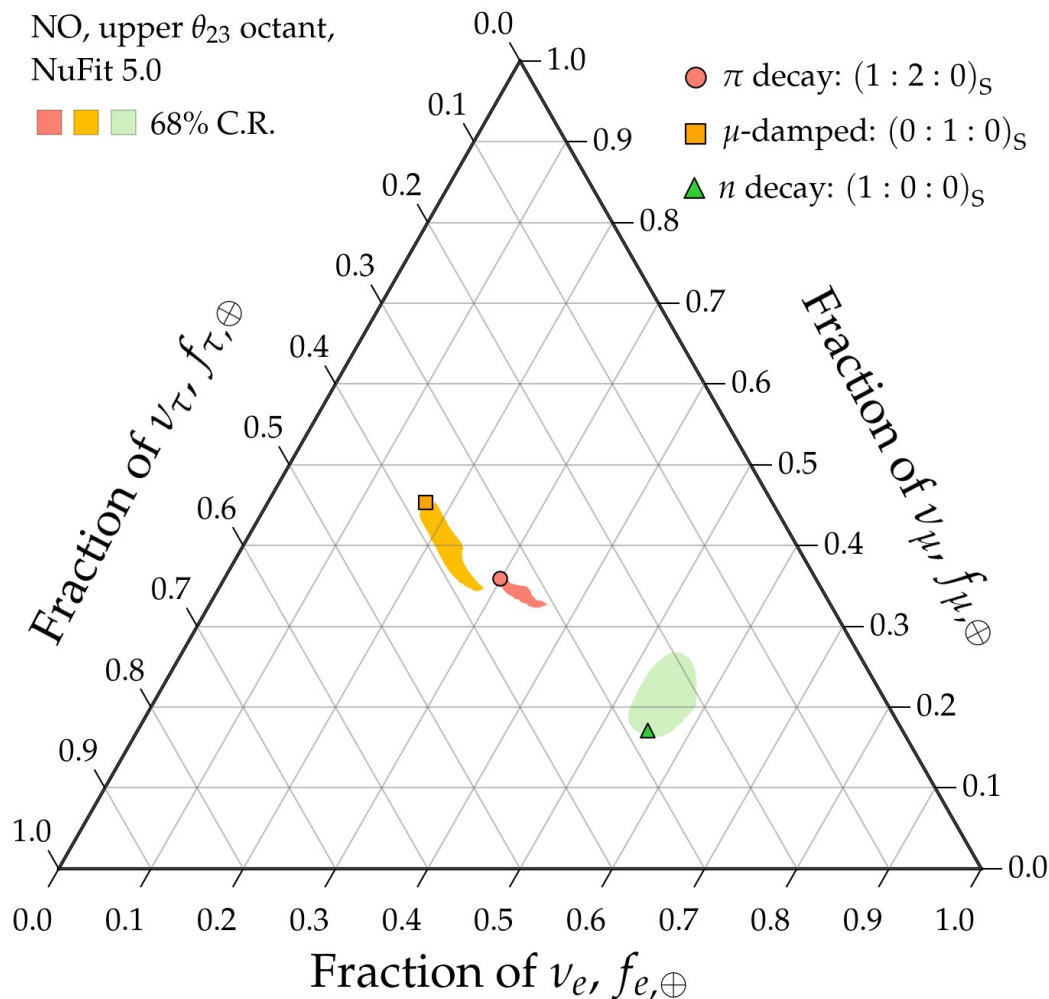 NO, upper θ₂₃ octant,
NuFit 5.0
68% C.R.
π decay: (1 : 2 : 0)S
μ-damped: (0 : 1 : 0)S
n decay: (1 : 0 : 0)S
0.0
0.1
0.2
0.3
0.4
0.5
0.6
0.7
0.8
0.9
1.0
Fraction of ντ, fτ,⊕
1.0
0.9
0.8
0.7
0.6
0.5
0.4
0.3
0.2
0.1
0.0
Fraction of νμ, fμ,⊕
0.0 0.1 0.2 0.3 0.4 0.5 0.6 0.7 0.8 0.9 1.0
Fraction of νe, fe,⊕